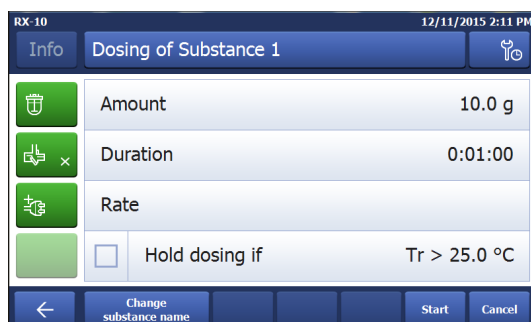 RX-10
12/11/2015 2:11 PM
Info
Dosing of Substance 1
Amount
10.0 g
Duration
0:01:00
Rate
Hold dosing if
Tr > 25.0 °C
Change
substance name
Start
Cancel